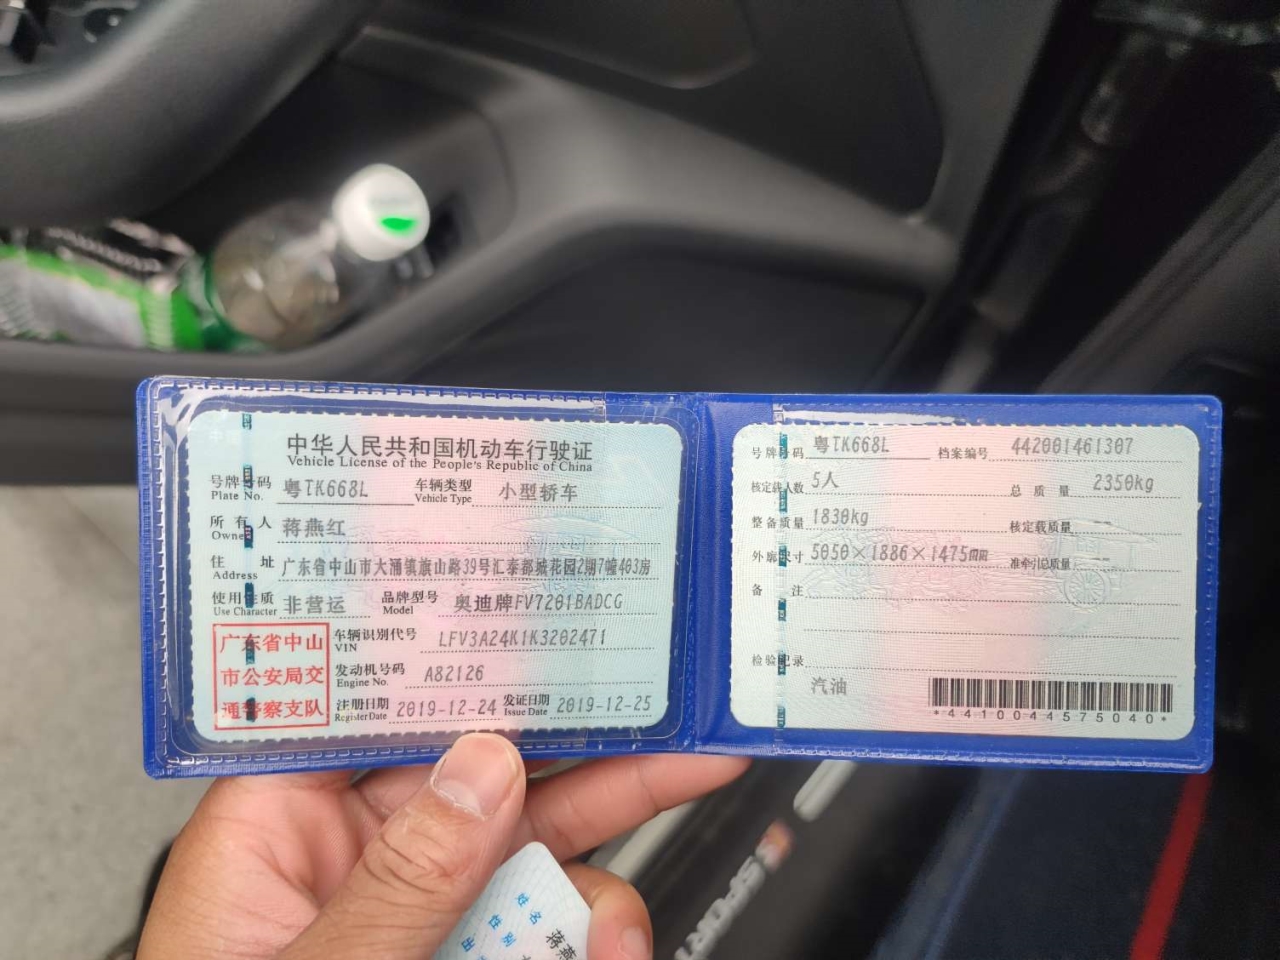 中华人民共和国机动车行驶证
Vehicle License of the People's Republic of China
号牌号码 粤TK668L 车辆类型 小型轿车
Plate No. Vehicle Type
所有人 蒋燕红
Owner
住址 广东省中山市大涌镇旗山路39号汇泰都城花园2期7幢403房
Address
使用性质 非营运 品牌型号 奥迪牌FV7201BADCG
Use Character Model
广东省中山
市公安局交
通警察支队
车辆识别代号 LFV3A24K1K3202471
VIN
发动机号码 A82126
Engine No.
注册日期 2019-12-24 发证日期 2019-12-25
Register Date Issue Date
号牌号码 粤TK668L 档案编号 442001461307
核定载人数 5人 总质量 2350kg
整备质量 1830kg 核定载质量 --
外廓尺寸 5050×1886×1475mm 准牵引总质量 --
备注
检验记录
汽油
*4410044575040*
姓名 蒋燕
性别
SPORT